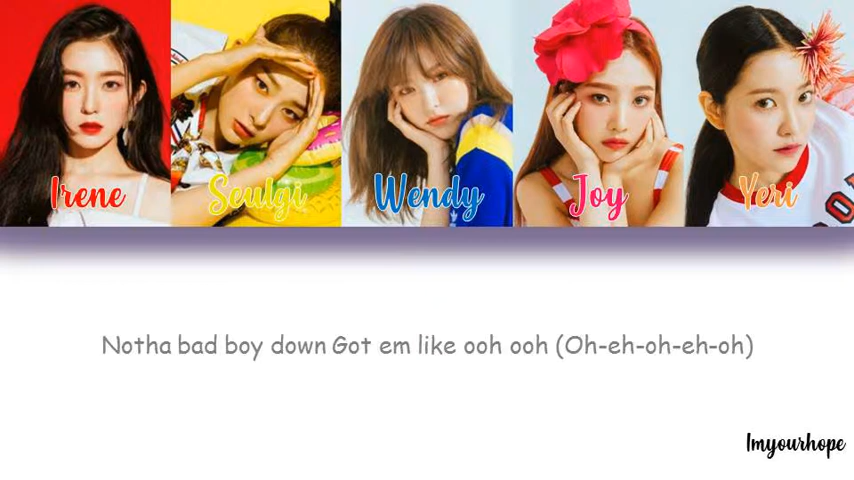 Irene Seulgi Wendy Joy Yeri
Notha bad boy down Got em like ooh ooh (Oh-eh-oh-eh-oh)
Imyourhope